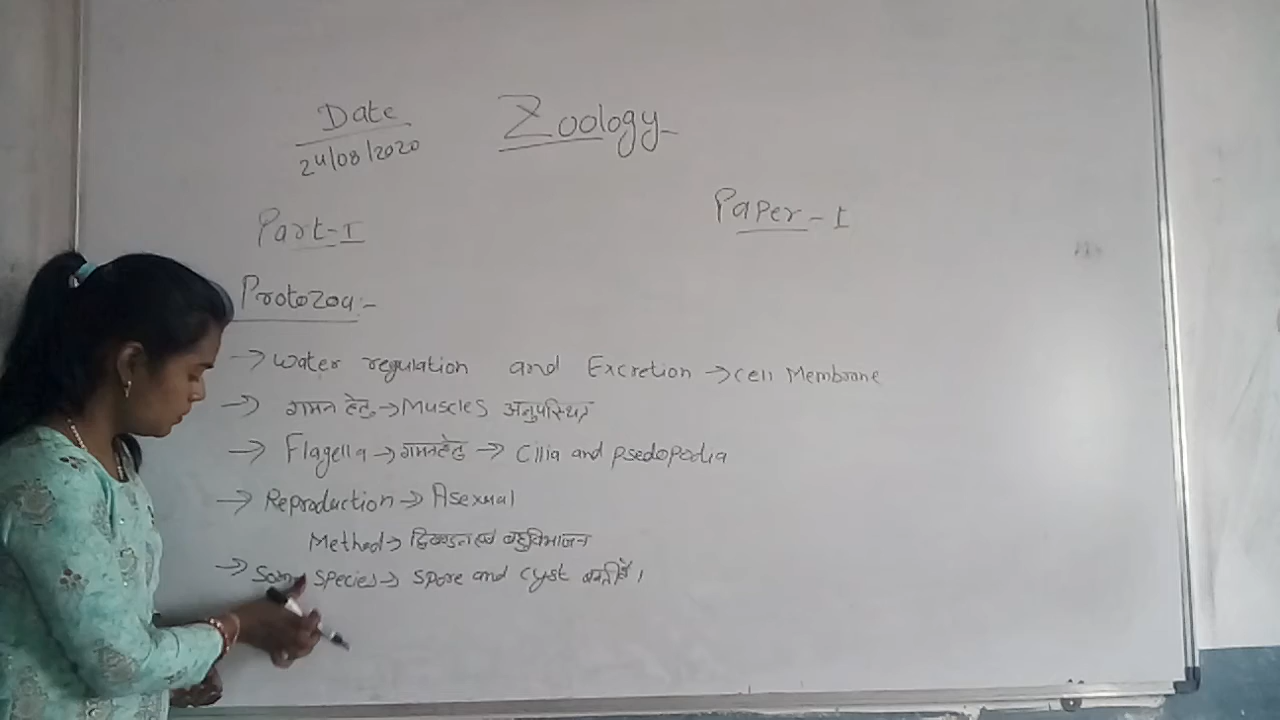 Date
Zoology
24/08/2020
Paper-I
Part-I
Protozoa:-
→ Water regulation and Excretion → Cell Membrane
→ गमन हेतु → Muscles अनुपस्थित
→ Flagella → गमनहेतु → Cilia and Psedopodia
→ Reproduction → Asexual
Method → द्विखण्डन एवं बहुविभाजन
→ Some Species → Spore and Cyst बनाती है।